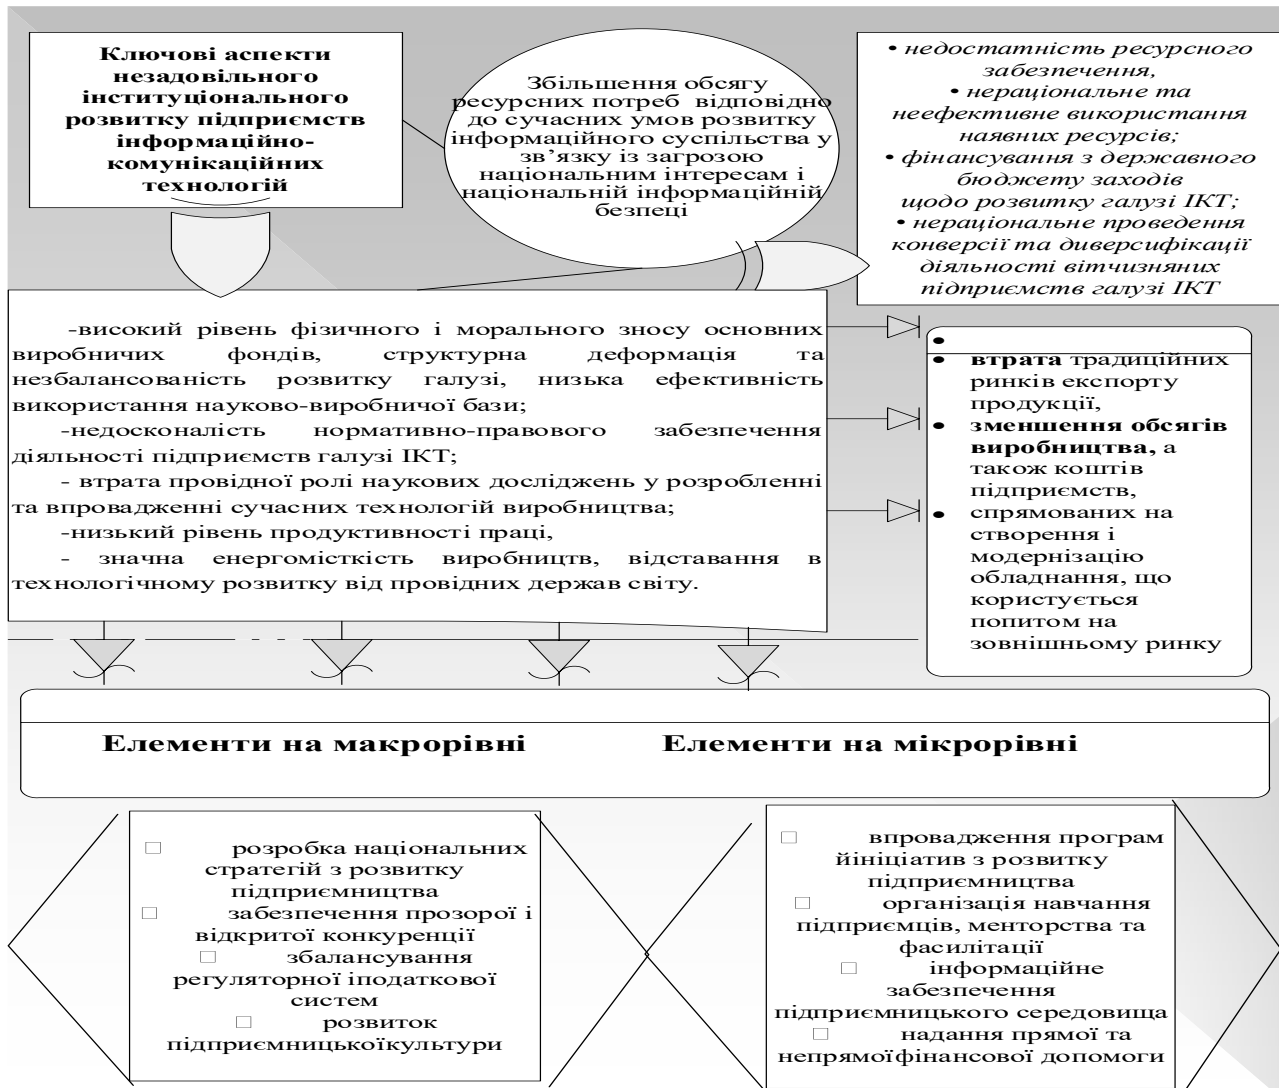 Ключові аспекти
незадовільного
інституціонального
розвитку підприємств
інформаційно-
комунікаційних
технологій
Збільшення обсягу
ресурсних потреб відповідно
до сучасних умов розвитку
інформаційного суспільства у
зв’язку із загрозою
національним інтересам і
національній інформаційній
безпеці
• недостатність ресурсного
забезпечення,
• нераціональне та
неефективне використання
наявних ресурсів;
• фінансування з державного
бюджету заходів
щодо розвитку галузі ІКТ;
• нераціональне проведення
конверсії та диверсифікації
діяльності вітчизняних
підприємств галузі ІКТ
-високий рівень фізичного і морального зносу основних
виробничих фондів, структурна деформація та
незбалансованість розвитку галузі, низька ефективність
використання науково-виробничої бази;
-недосконалість нормативно-правового забезпечення
діяльності підприємств галузі ІКТ;
- втрата провідної ролі наукових досліджень у розробленні
та впровадженні сучасних технологій виробництва;
-низький рівень продуктивності праці,
- значна енергомісткість виробництв, відставання в
технологічному розвитку від провідних держав світу.
•
• втрата традиційних
ринків експорту
продукції,
• зменшення обсягів
виробництва, а
також коштів
підприємств,
• спрямованих на
створення і
модернізацію
обладнання, що
користується
попитом на
зовнішньому ринку
Елементи на макрорівні
Елементи на мікрорівні
□ розробка національних
стратегій з розвитку
підприємництва
□ забезпечення прозорої і
відкритої конкуренції
□ збалансування
регуляторної іподаткової
систем
□ розвиток
підприємницькоїкультури
□ впровадження програм
йініціатив з розвитку
підприємництва
□ організація навчання
підприємців, менторства та
фасилітації
□ інформаційне
забезпечення
підприємницького середовища
□ надання прямої та
непрямоїфінансової допомоги